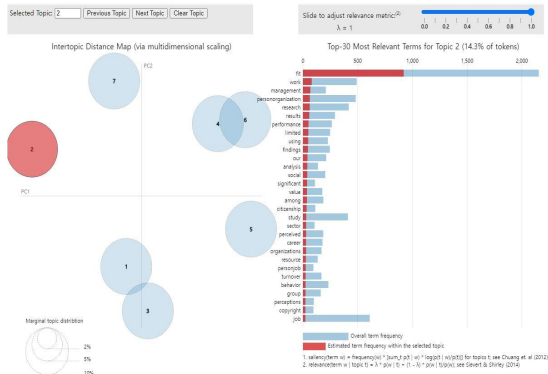 Selected Topic: 2 Previous Topic Next Topic Clear Topic
Slide to adjust relevance metric:(2)
λ = 1
0.0 0.2 0.4 0.6 0.8 1.0
Intertopic Distance Map (via multidimensional scaling)
PC2
PC1
7
4
6
2
5
1
3
Marginal topic distribtion
2%
5%
10%
Top-30 Most Relevant Terms for Topic 2 (14.3% of tokens)
0 500 1,000 1,500 2,000
fit
work
management
personorganization
research
results
performance
limited
using
findings
our
analysis
social
significant
value
among
citizenship
study
sector
perceived
career
organizations
resource
personjob
turnover
behavior
group
perceptions
copyright
job
Overall term frequency
Estimated term frequency within the selected topic
1. saliency(term w) = frequency(w) * [sum_t p(t | w) * log(p(t | w)/p(t))] for topics t; see Chuang et. al (2012)
2. relevance(term w | topic t) = λ * p(w | t) + (1 - λ) * p(w | t)/p(w); see Sievert & Shirley (2014)